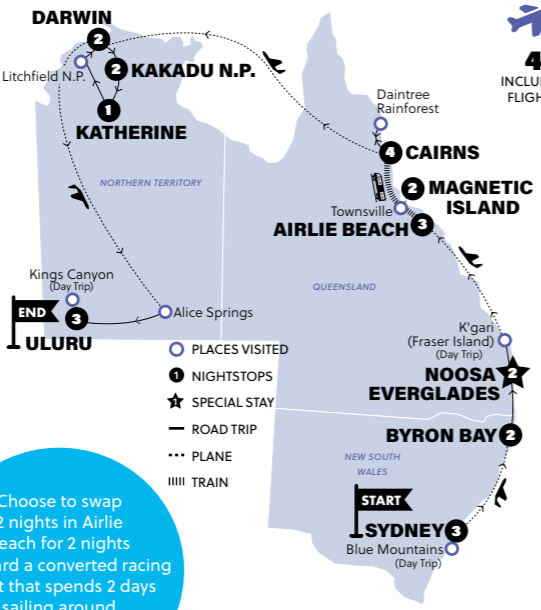 DARWIN
2
Litchfield N.P.
2
KAKADU N.P.
1
KATHERINE
4
FLIGH
Daintree
Rainforest
4
CAIRNS
NORTHERN TERRITORY
2
MAGNETIC
ISLAND
Townsville
AIRLIE BEACH
3
Kings Canyon
(Day Trip)
END
3
ULURU
Alice Springs
QUEENSLAND
PLACES VISITED
1
NIGHTSTOPS
1
SPECIAL STAY
ROAD TRIP
PLANE
TRAIN
K'gari
(Fraser Island)
(Day Trip)
NOOSA
EVERGLADES
2
BYRON BAY
2
NEW SOUTH
WALES
START
SYDNEY
3
Blue Mountains
(Day Trip)
Choose to swap
2 nights in Airlie
each for 2 nights
ard a converted racing
t that spends 2 days
sailing around